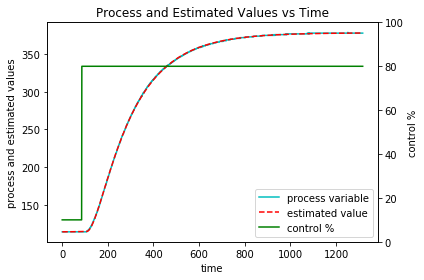 Process and Estimated Values vs Time
process and estimated values
350
300
250
200
150
100
80
60
40
20
0
control %
process variable
estimated value
control %
0
200
400
600
800
1000
1200
time